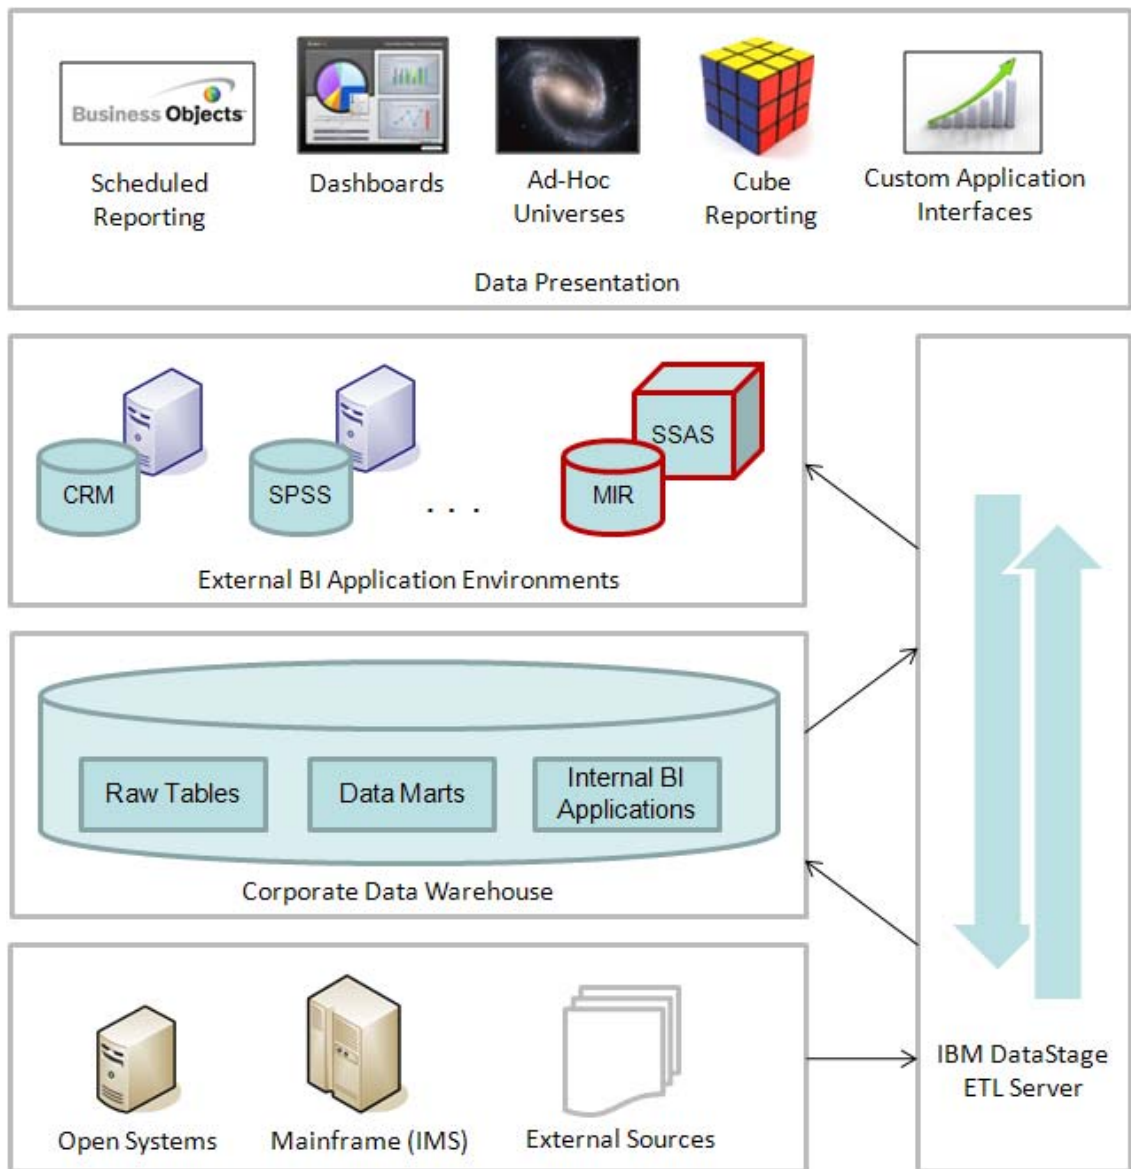 Business Objects
Scheduled
Reporting
Dashboards
Ad-Hoc
Universes
Cube
Reporting
Custom Application
Interfaces
Data Presentation
CRM
SPSS
. . .
MIR
SSAS
External BI Application Environments
Raw Tables
Data Marts
Internal BI
Applications
Corporate Data Warehouse
IBM DataStage
ETL Server
Open Systems
Mainframe (IMS)
External Sources